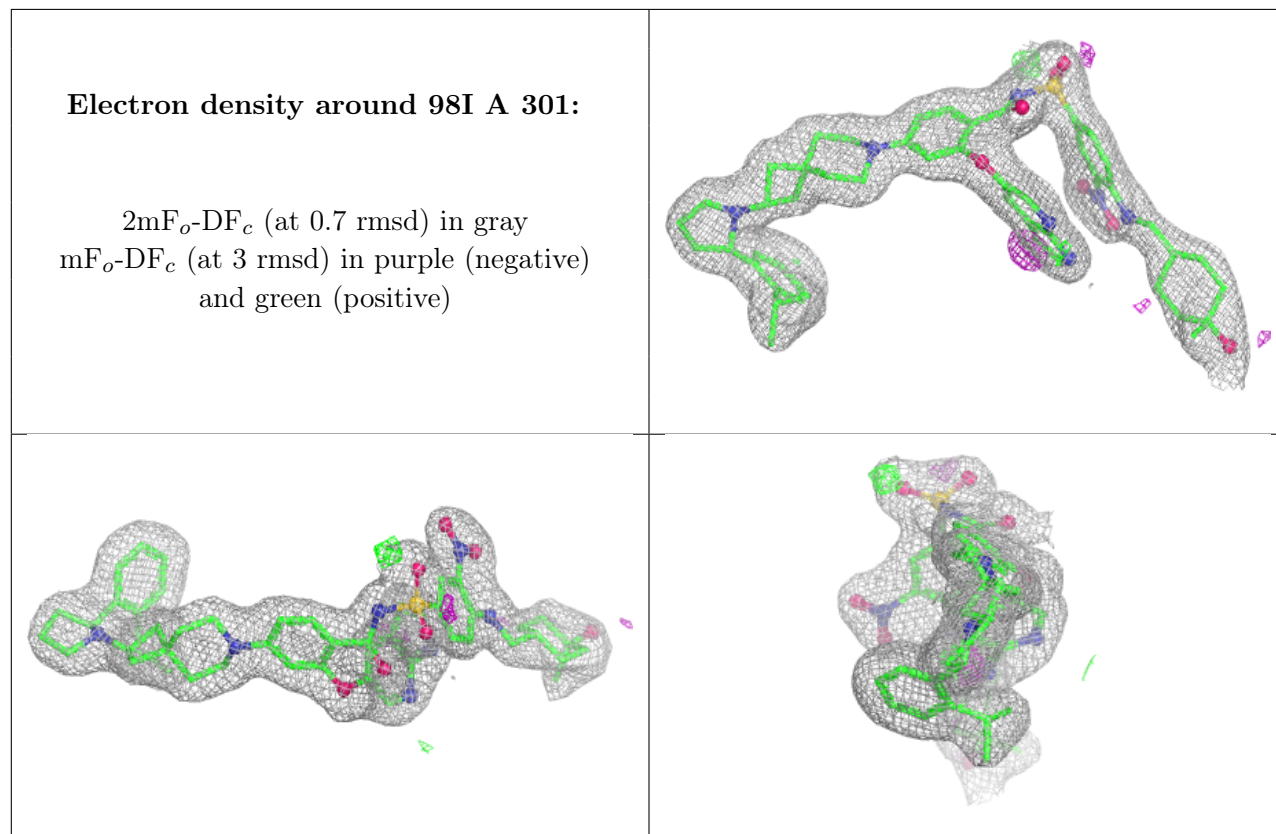 Electron density around 98I A 301:
2mFo-DFc (at 0.7 rmsd) in gray
mFo-DFc (at 3 rmsd) in purple (negative)
and green (positive)